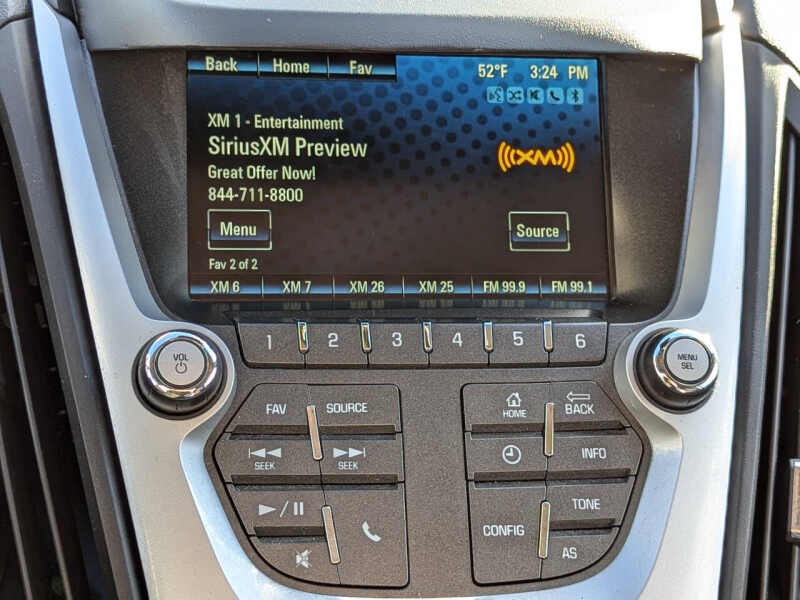 Back Home Fav 52°F 3:24 PM
XM 1 - Entertainment
SiriusXM Preview
((( XM )))
Great Offer Now!
844-711-8800
Menu Source
Fav 2 of 2
XM 6 XM 7 XM 26 XM 25 FM 99.9 FM 99.1
1 2 3 4 5 6
VOL
MENU
SEL
FAV SOURCE
SEEK SEEK
HOME BACK
INFO
CONFIG TONE
AS